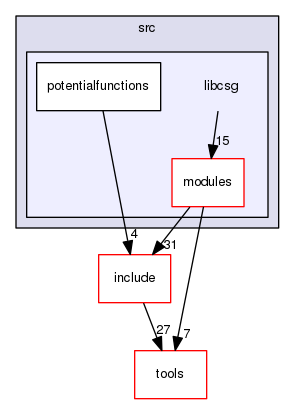 src
potentialfunctions
libcsg
15
modules
4
31
include
27
7
tools